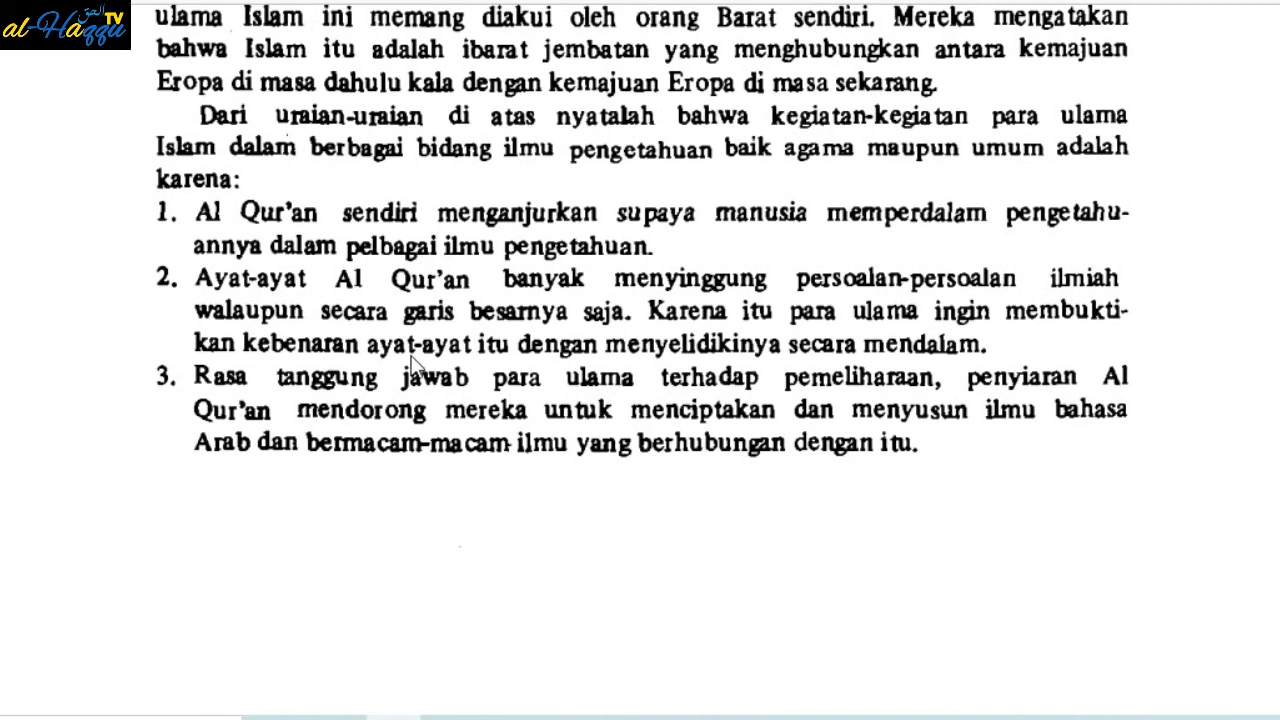 al-Haqqu TV
الحق
ulama Islam ini memang diakui oleh orang Barat sendiri. Mereka mengatakan
bahwa Islam itu adalah ibarat jembatan yang menghubungkan antara kemajuan
Eropa di masa dahulu kala dengan kemajuan Eropa di masa sekarang.
Dari uraian-uraian di atas nyatalah bahwa kegiatan-kegiatan para ulama
Islam dalam berbagai bidang ilmu pengetahuan baik agama maupun umum adalah
karena:
1. Al Qur'an sendiri menganjurkan supaya manusia memperdalam pengetahu-
annya dalam pelbagai ilmu pengetahuan.
2. Ayat-ayat Al Qur'an banyak menyinggung persoalan-persoalan ilmiah
walaupun secara garis besarnya saja. Karena itu para ulama ingin membukti-
kan kebenaran ayat-ayat itu dengan menyelidikinya secara mendalam.
3. Rasa tanggung jawab para ulama terhadap pemeliharaan, penyiaran Al
Qur'an mendorong mereka untuk menciptakan dan menyusun ilmu bahasa
Arab dan bermacam-macam ilmu yang berhubungan dengan itu.